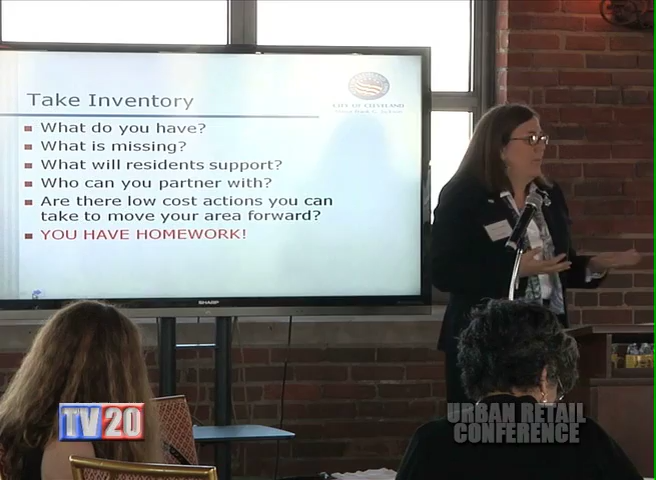 Take Inventory
CITY OF CLEVELAND
What do you have?
What is missing?
What will residents support?
Who can you partner with?
Are there low cost actions you can
take to move your area forward?
YOU HAVE HOMEWORK!
SHARP
TV20
URBAN RETAIL
CONFERENCE